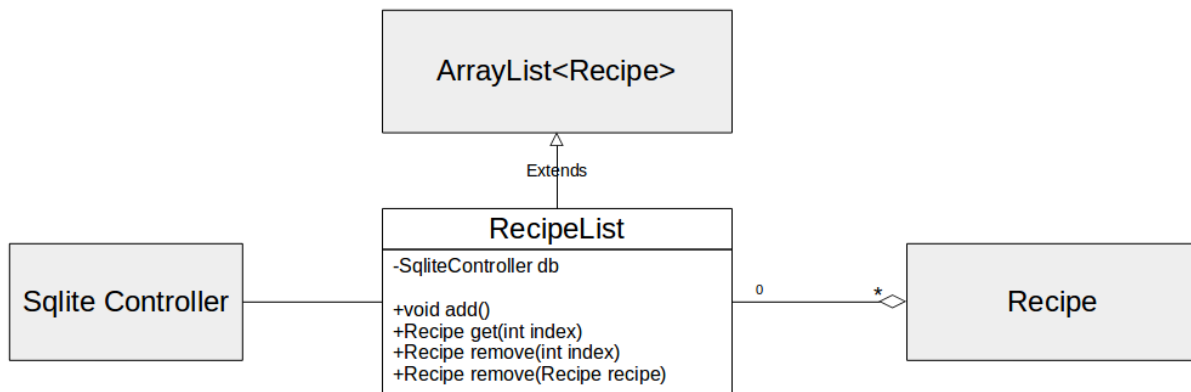 ArrayList<Recipe>
Extends
RecipeList
-SqliteController db
+void add()
+Recipe get(int index)
+Recipe remove(int index)
+Recipe remove(Recipe recipe)
Sqlite Controller
0
*
Recipe